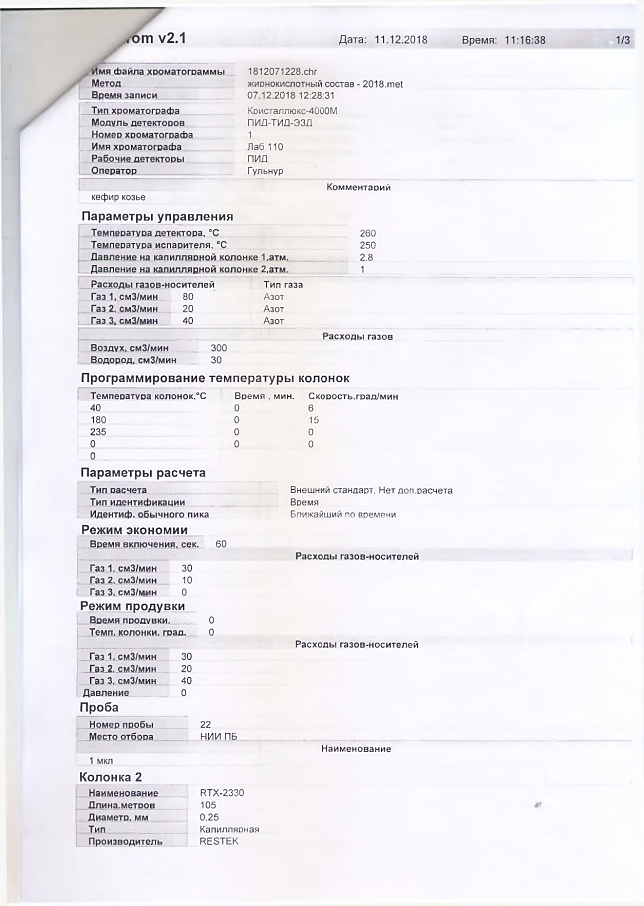 rom v2.1 Дата: 11.12.2018 Время: 11:16:38 1/3
Имя файла хроматограммы 1812071228.chr
Метод жирнокислотный состав - 2018.met
Время записи 07.12.2018 12:28:31
Тип хроматографа Кристаллюкс-4000М
Модуль детекторов ПИД-ТИД-ЭЗД
Номер хроматографа 1
Имя хроматографа Лаб 110
Рабочие детекторы ПИД
Оператор Гульнур
Комментарий
кефир козье
Параметры управления
Температура детектора, °С 260
Температура испарителя, °С 250
Давление на капиллярной колонке 1,атм. 2.8
Давление на капиллярной колонке 2,атм. 1
Расходы газов-носителей Тип газа
Газ 1, см3/мин 80 Азот
Газ 2, см3/мин 20 Азот
Газ 3, см3/мин 40 Азот
Расходы газов
Воздух, см3/мин 300
Водород, см3/мин 30
Программирование температуры колонок
Температура колонок,°С Время , мин. Скорость,град/мин
40 0 6
180 0 15
235 0 0
0 0 0
0
Параметры расчета
Тип расчета Внешний стандарт, Нет доп.расчета
Тип идентификации Время
Идентиф. обычного пика Ближайший по времени
Режим экономии
Время включения, сек. 60
Расходы газов-носителей
Газ 1, см3/мин 30
Газ 2, см3/мин 10
Газ 3, см3/мин 0
Режим продувки
Время продувки, 0
Темп. колонки, град. 0
Расходы газов-носителей
Газ 1, см3/мин 30
Газ 2, см3/мин 20
Газ 3, см3/мин 40
Давление 0
Проба
Номер пробы 22
Место отбора НИИ ПБ
Наименование
1 мкл
Колонка 2
Наименование RTX-2330
Длина,метров 105
Диаметр, мм 0.25
Тип Капиллярная
Производитель RESTEK